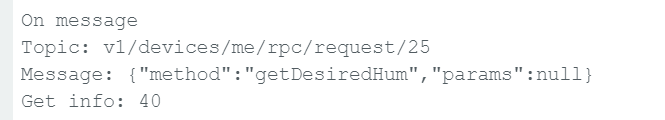 On message
Topic: v1/devices/me/rpc/request/25
Message: {"method":"getDesiredHum","params":null}
Get info: 40